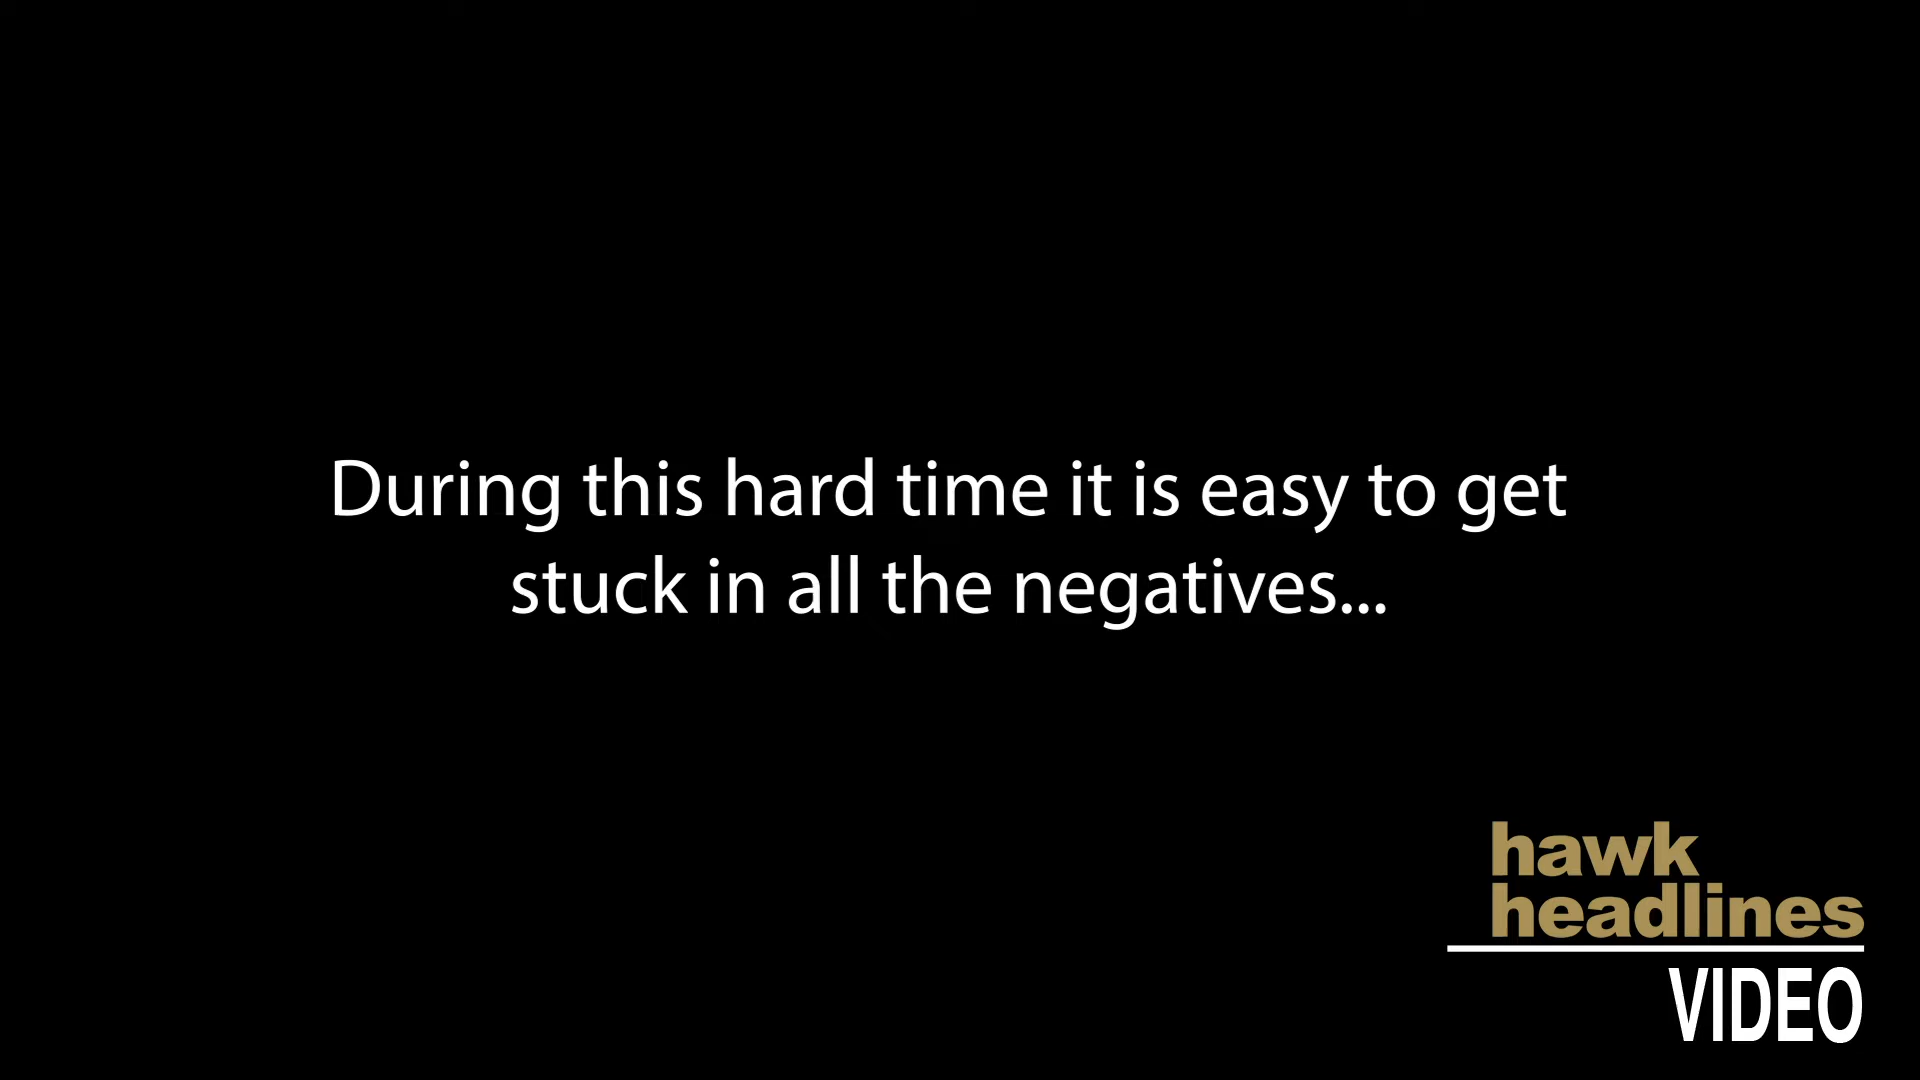 During this hard time it is easy to get
stuck in all the negatives...
hawk
headlines
VIDEO